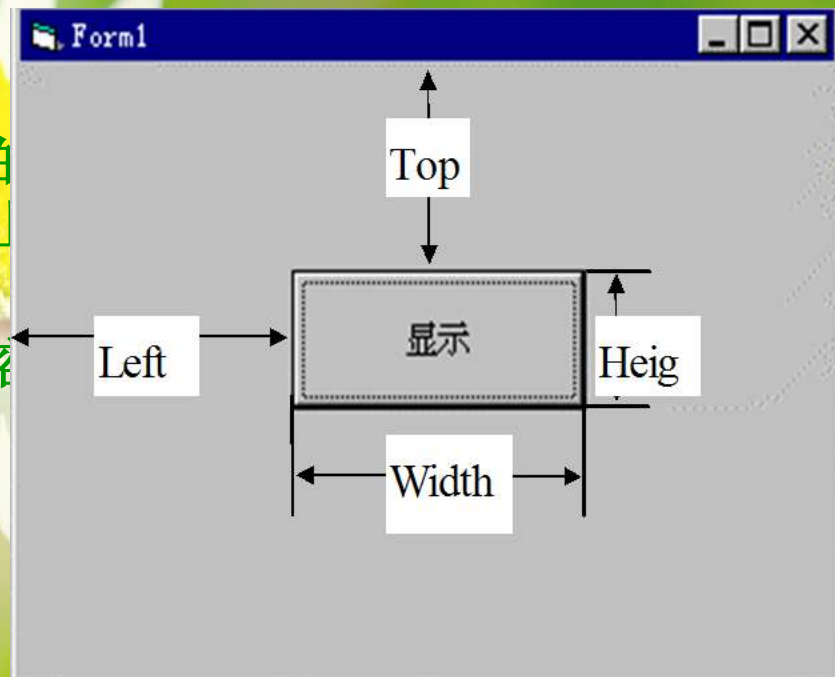 Form1
Top
显示
Left
Heig
Width